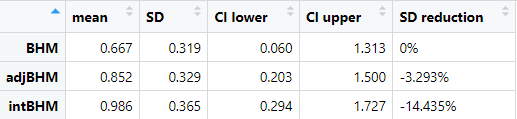 mean SD CI lower CI upper SD reduction
BHM 0.667 0.319 0.060 1.313 0%
adjBHM 0.852 0.329 0.203 1.500 -3.293%
intBHM 0.986 0.365 0.294 1.727 -14.435%